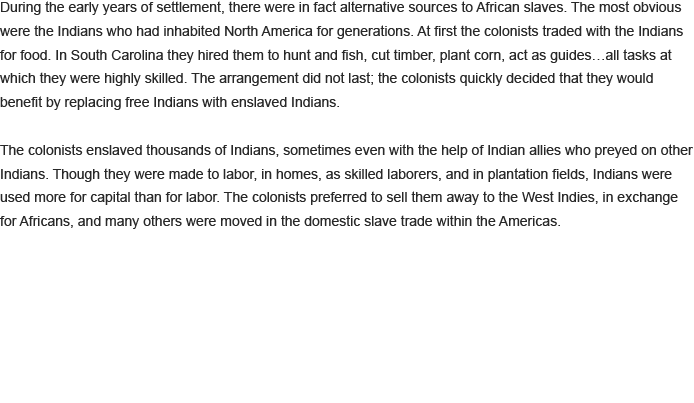 During the early years of settlement, there were in fact alternative sources to African slaves. The most obvious
were the Indians who had inhabited North America for generations. At first the colonists traded with the Indians
for food. In South Carolina they hired them to hunt and fish, cut timber, plant corn, act as guides…all tasks at
which they were highly skilled. The arrangement did not last; the colonists quickly decided that they would
benefit by replacing free Indians with enslaved Indians.
The colonists enslaved thousands of Indians, sometimes even with the help of Indian allies who preyed on other
Indians. Though they were made to labor, in homes, as skilled laborers, and in plantation fields, Indians were
used more for capital than for labor. The colonists preferred to sell them away to the West Indies, in exchange
for Africans, and many others were moved in the domestic slave trade within the Americas.